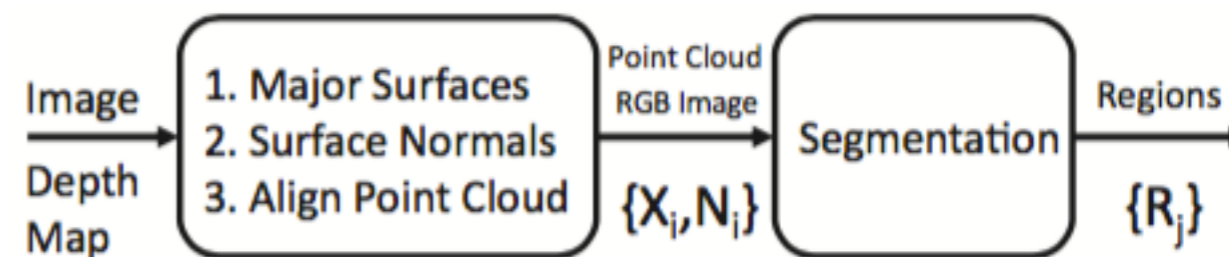 Image
Depth
Map
1. Major Surfaces
2. Surface Normals
3. Align Point Cloud
Point Cloud
RGB Image
{Xᵢ,Nᵢ}
Segmentation
Regions
{Rⱼ}